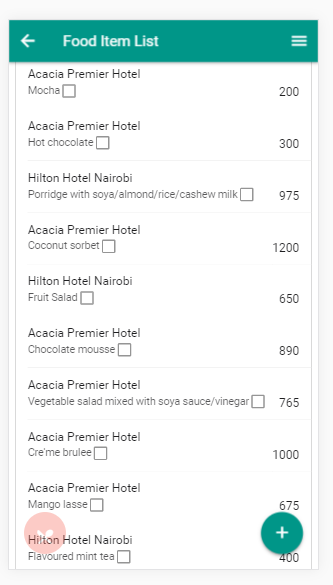 Food Item List
Acacia Premier Hotel
Mocha 200
Acacia Premier Hotel
Hot chocolate 300
Hilton Hotel Nairobi
Porridge with soya/almond/rice/cashew milk 975
Acacia Premier Hotel
Coconut sorbet 1200
Hilton Hotel Nairobi
Fruit Salad 650
Acacia Premier Hotel
Chocolate mousse 890
Acacia Premier Hotel
Vegetable salad mixed with soya sauce/vinegar 765
Acacia Premier Hotel
Cre'me brulee 1000
Acacia Premier Hotel
Mango lasse 675
Hilton Hotel Nairobi
Flavoured mint tea 400